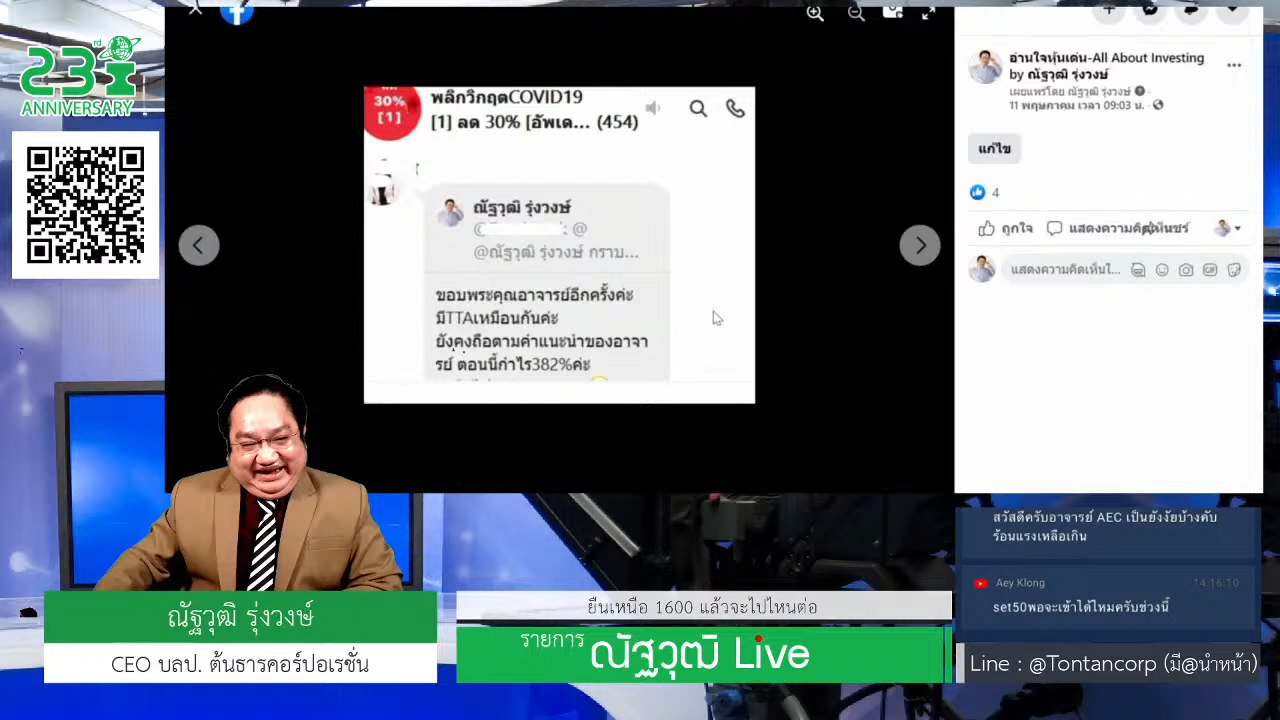 23rd
ANNIVERSARY
30%
[1]
พลิกวิกฤตCOVID19
[1] ลด 30% [อัพเด... (454)
ณัฐวุฒิ รุ่งวงษ์
@ : @
@ณัฐวุฒิ รุ่งวงษ์ กราบ...
ขอบพระคุณอาจารย์อีกครั้งค่ะ
มีTTAเหมือนกันค่ะ
ยังคงถือตามคำแนะนำของอาจา
รย์ ตอนนี้กำไร382%ค่ะ
อ่านใจหุ้นเด่น-All About Investing
by ณัฐวุฒิ รุ่งวงษ์
เผยแพร่โดย ณัฐวุฒิ รุ่งวงษ์
11 พฤษภาคม เวลา 09:03 น.
แก้ไข
4
ถูกใจ
แสดงความคิดเห็น
แชร์
แสดงความคิดเห็นใ...
GIF
สวัสดีครับอาจารย์ AEC เป็นยังงัยบ้างคับ
ร้อนแรงเหลือเกิน
Aey Klong 14:16:10
set50พอจะเข้าได้ไหมครับช่วงนี้
ณัฐวุฒิ รุ่งวงษ์
CEO บลป. ต้นธารคอร์ปอเรชั่น
ยืนเหนือ 1600 แล้วจะไปไหนต่อ
รายการ ณัฐวุฒิ Live
Line : @Tontancorp (มี@นำหน้า)